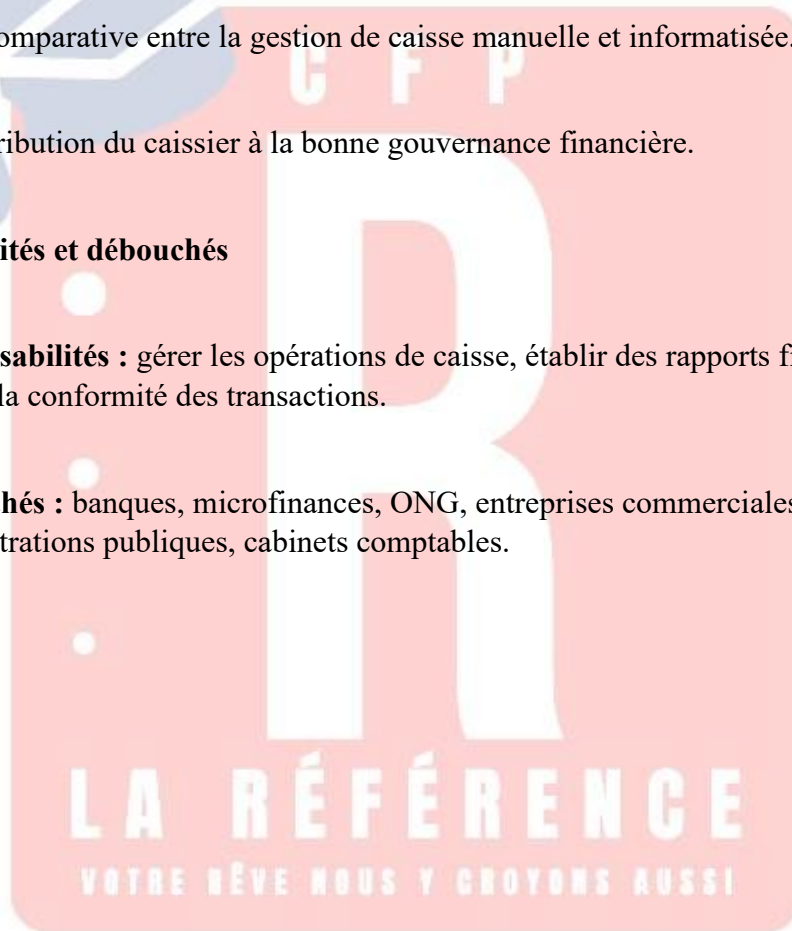 omparative entre la gestion de caisse manuelle et informatisée.
C F P
ribution du caissier à la bonne gouvernance financière.
ités et débouchés
sabilités : gérer les opérations de caisse, établir des rapports fi
la conformité des transactions.
hés : banques, microfinances, ONG, entreprises commerciales
trations publiques, cabinets comptables.
R
LA RÉFÉRENCE
VOTRE RÊVE NOUS Y CROYONS AUSSI